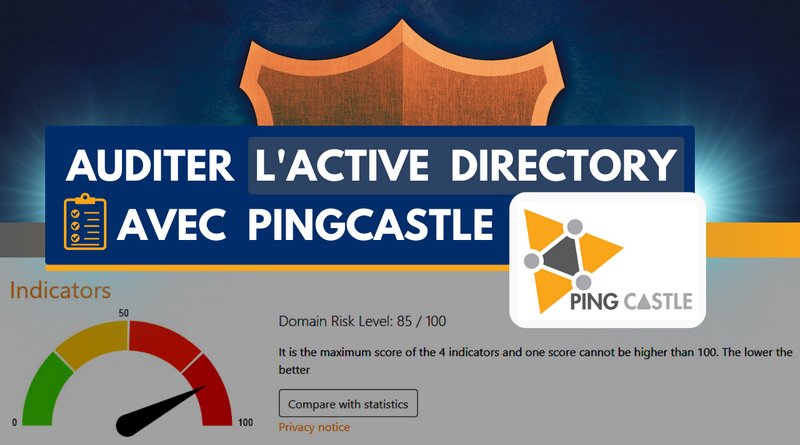 AUDITER L'ACTIVE DIRECTORY
AVEC PINGCASTLE
PING CASTLE
Indicators
50
0
100
Domain Risk Level: 85 / 100
It is the maximum score of the 4 indicators and one score cannot be higher than 100. The lower the
better
Compare with statistics
Privacy notice